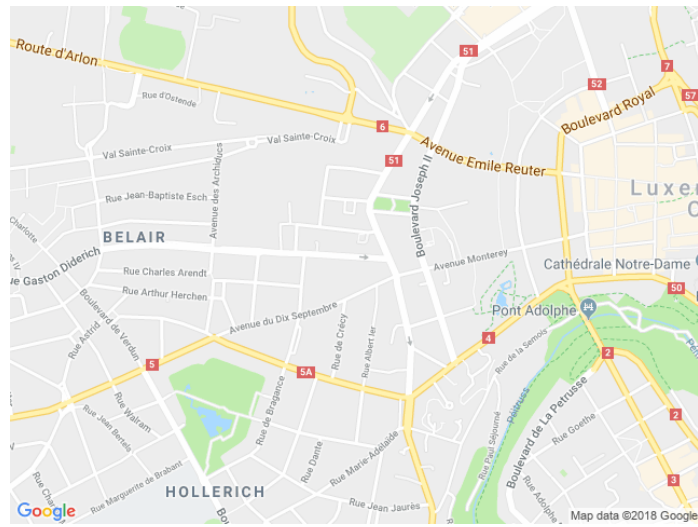 51
Route d'Arlon
7
52
57
Rue d'Ostende
Boulevard Royal
6
Val Sainte-Croix
Val Sainte-Croix
Avenue Emile Reuter
51
Avenue des Archiducs
Rue Jean-Baptiste Esch
Boulevard Joseph II
Luxe
BELAIR
Charlotte
Rue Gaston Diderich
Avenue Monterey
Cathédrale Notre-Dame
Rue Charles Arendt
Rue Arthur Herchen
50
Pont Adolphe
Avenue du Dix Septembre
Boulevard de Verdun
Rue Astrid
Rue de Crécy
Rue Albert Ier
4
Rue de la Semois
2
5
5A
Pétruss
Rue de Bragance
Rue Walram
Rue Jean Bertels
Boulevard de La Petrusse
Rue Goethe
2
Rue Paul Séjourné
Rue Marie-Adélaïde
Rue Dante
Rue Marguerite de Brabant
3
HOLLERICH
Rue Jean Jaurès
Rue Adolphe
Google
Map data ©2018 Google